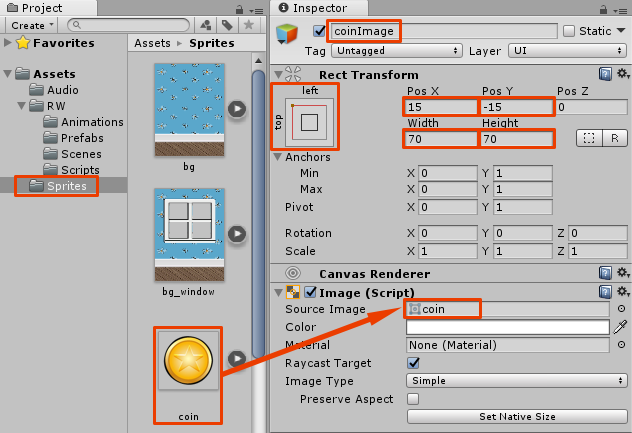 Project
Create
Favorites
Assets
Audio
RW
Animations
Prefabs
Scenes
Scripts
Sprites
Assets Sprites
bg
bg_window
coin
Inspector
coinImage Static
Tag Untagged Layer UI
Rect Transform
left Pos X Pos Y Pos Z
top 15 -15 0
Width Height
70 70 R
Anchors
Min X 0 Y 1
Max X 0 Y 1
Pivot X 0 Y 1
Rotation X 0 Y 0 Z 0
Scale X 1 Y 1 Z 1
Canvas Renderer
Image (Script)
Source Image coin
Color
Material None (Material)
Raycast Target
Image Type Simple
Preserve Aspect
Set Native Size